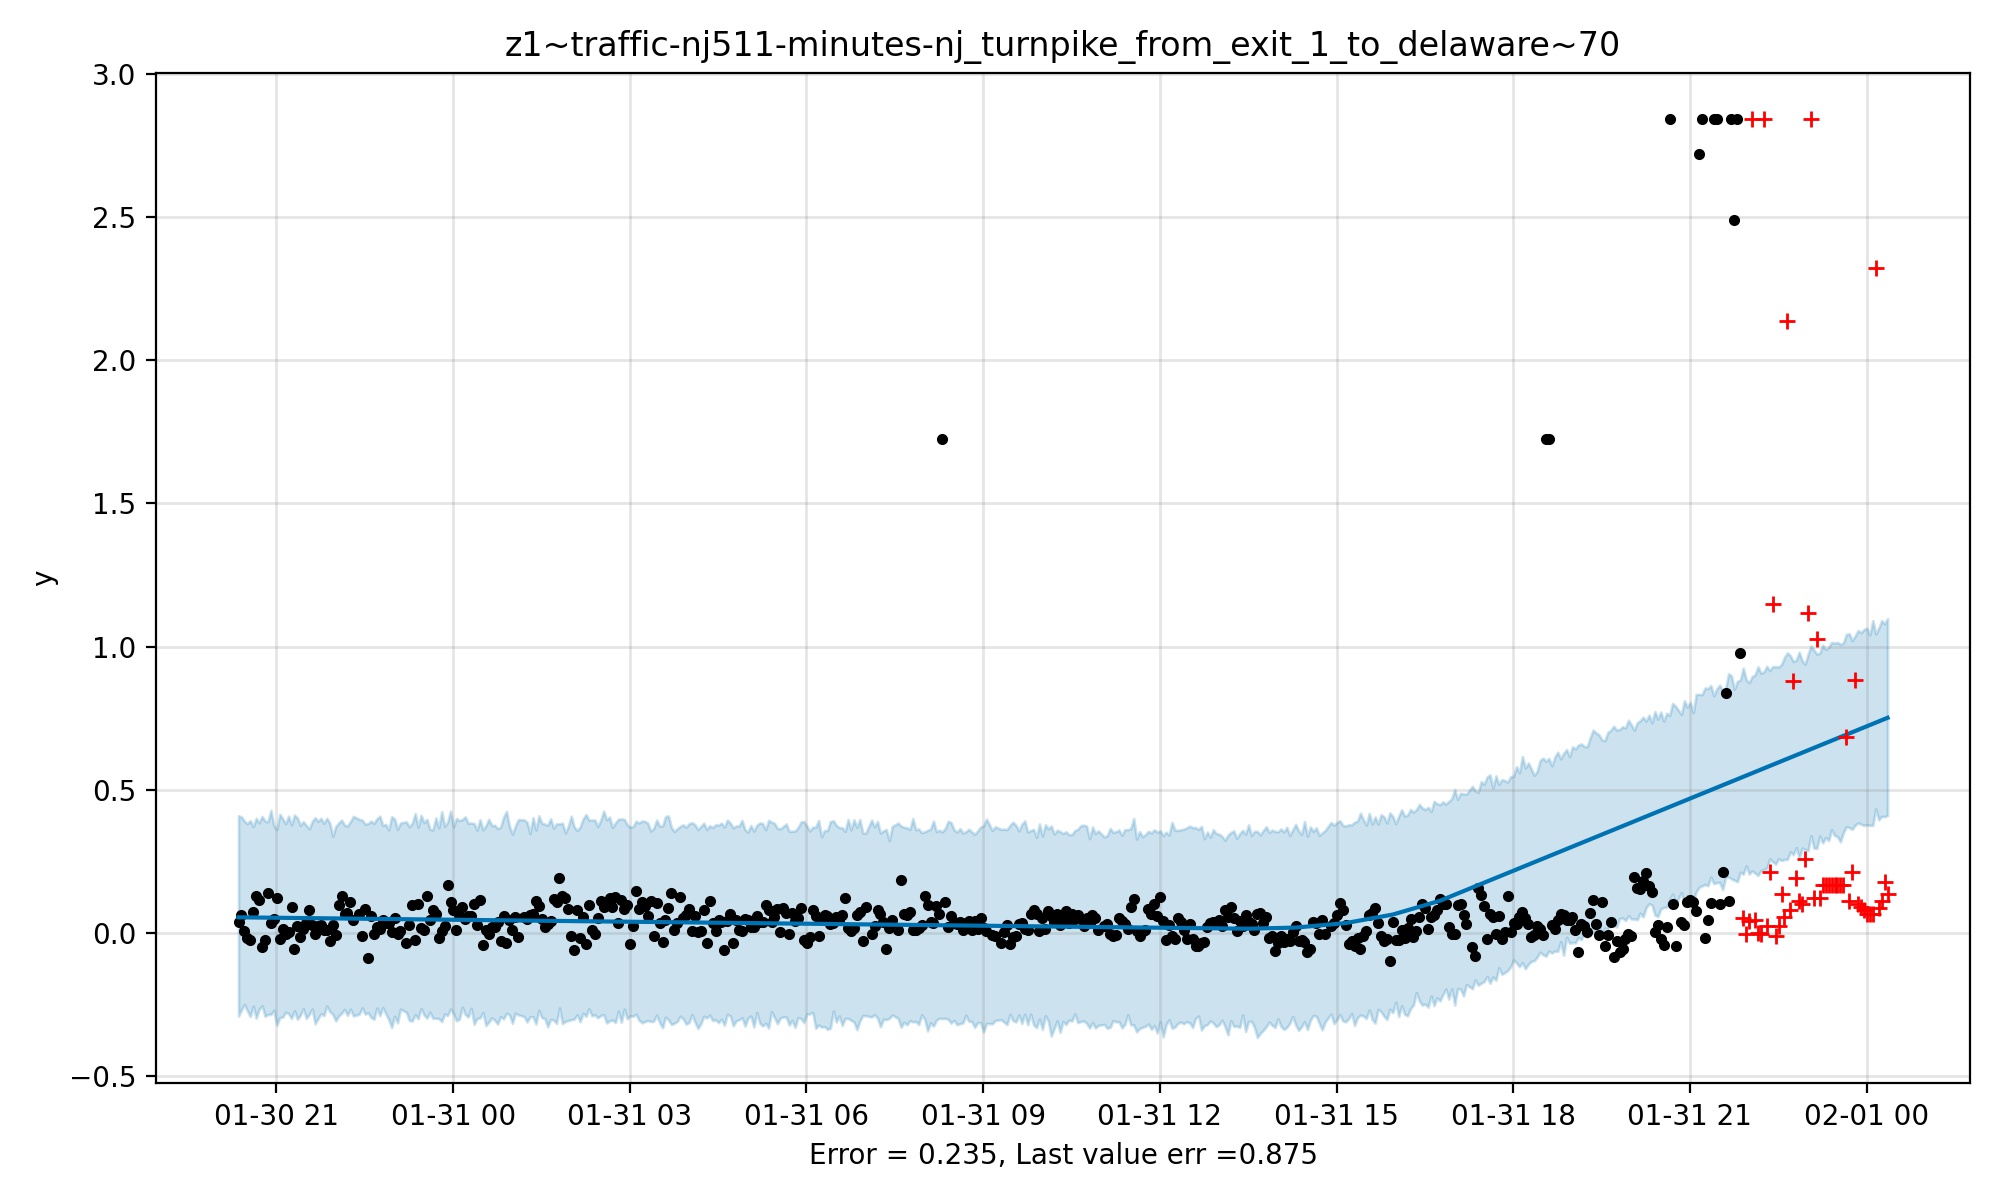 z1~traffic-nj511-minutes-nj_turnpike_from_exit_1_to_delaware~70
3.0
2.5
2.0
1.5
1.0
0.5
0.0
−0.5
y
01-30 21 01-31 00 01-31 03 01-31 06 01-31 09 01-31 12 01-31 15 01-31 18 01-31 21 02-01 00
Error = 0.235, Last value err =0.875